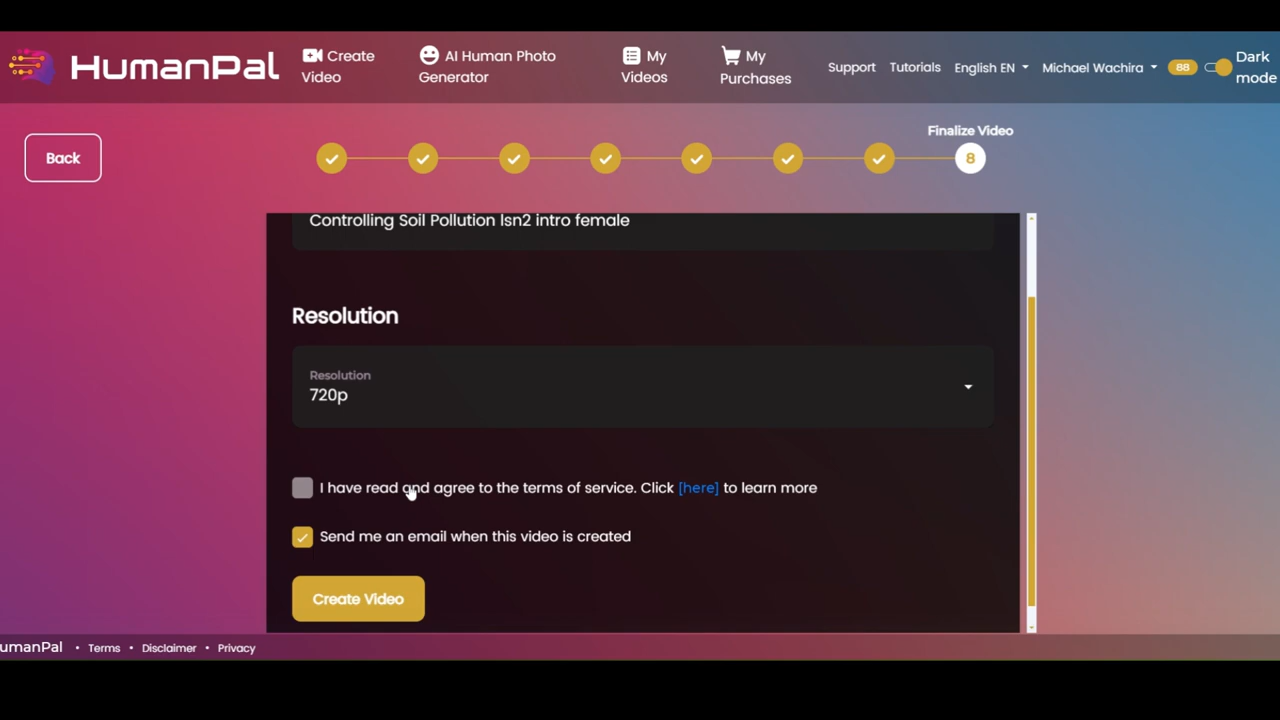 HumanPal
Create Video
AI Human Photo Generator
My Videos
My Purchases
Support
Tutorials
English EN
Michael Wachira
88
Dark mode
Back
Finalize Video
8
Controlling Soil Pollution lsn2 intro female
Resolution
Resolution
720p
I have read and agree to the terms of service. Click [here] to learn more
Send me an email when this video is created
Create Video
umanPal • Terms • Disclaimer • Privacy